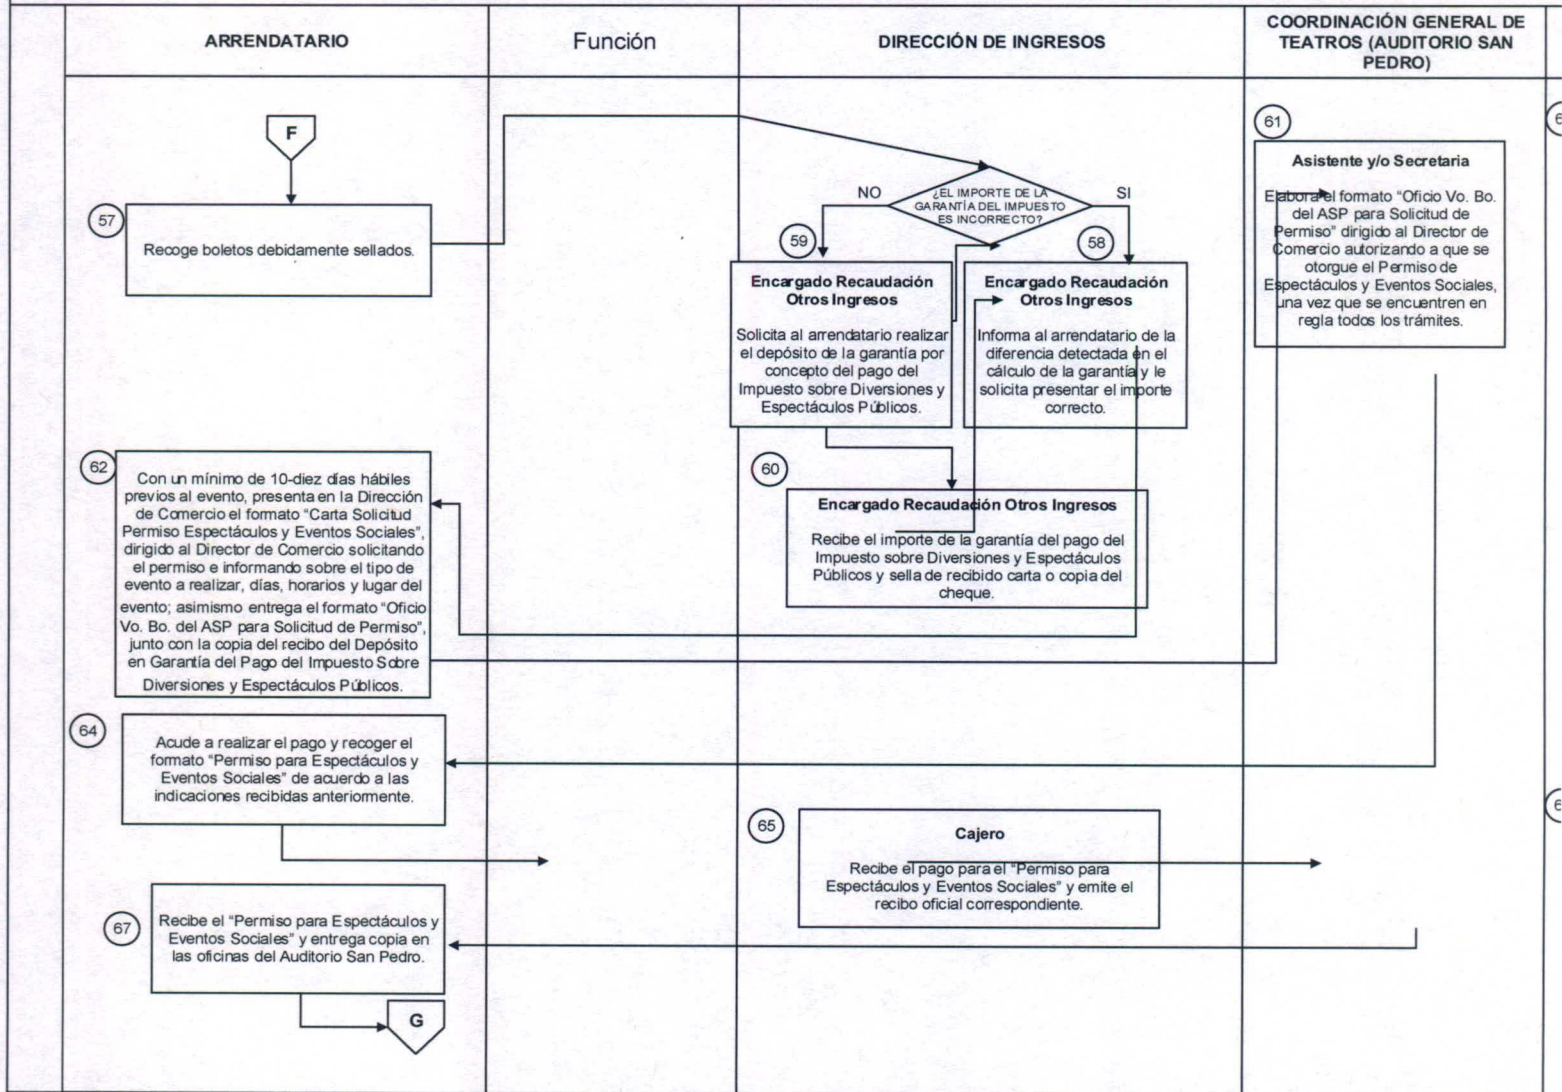 ARRENDATARIO
Función
DIRECCIÓN DE INGRESOS
COORDINACIÓN GENERAL DE
TEATROS (AUDITORIO SAN
PEDRO)
F
57
Recoge boletos debidamente sellados.
¿EL IMPORTE DE LA
GARANTÍA DEL IMPUESTO
ES INCORRECTO?
NO
SI
59
Encargado Recaudación
Otros Ingresos
Solicita al arrendatario realizar
el depósito de la garantía por
concepto del pago del
Impuesto sobre Diversiones y
Espectáculos Públicos.
58
Encargado Recaudación
Otros Ingresos
Informa al arrendatario de la
diferencia detectada en el
cálculo de la garantía y le
solicita presentar el importe
correcto.
61
Asistente y/o Secretaria
Elabora el formato “Oficio Vo. Bo.
del ASP para Solicitud de
Permiso” dirigido al Director de
Comercio autorizando a que se
otorgue el Permiso de
Espectáculos y Eventos Sociales,
una vez que se encuentren en
regla todos los trámites.
6
60
Encargado Recaudación Otros Ingresos
Recibe el importe de la garantía del pago del
Impuesto sobre Diversiones y Espectáculos
Públicos y sella de recibido carta o copia del
cheque.
62
Con un mínimo de 10-diez días hábiles
previos al evento, presenta en la Dirección
de Comercio el formato “Carta Solicitud
Permiso Espectáculos y Eventos Sociales”,
dirigido al Director de Comercio solicitando
el permiso e informando sobre el tipo de
evento a realizar, días, horarios y lugar del
evento; asimismo entrega el formato “Oficio
Vo. Bo. del ASP para Solicitud de Permiso”,
junto con la copia del recibo del Depósito
en Garantía del Pago del Impuesto Sobre
Diversiones y Espectáculos Públicos.
64
Acude a realizar el pago y recoger el
formato “Permiso para Espectáculos y
Eventos Sociales” de acuerdo a las
indicaciones recibidas anteriormente.
65
Cajero
Recibe el pago para el “Permiso para
Espectáculos y Eventos Sociales” y emite el
recibo oficial correspondiente.
6
67
Recibe el “Permiso para Espectáculos y
Eventos Sociales” y entrega copia en
las oficinas del Auditorio San Pedro.
G